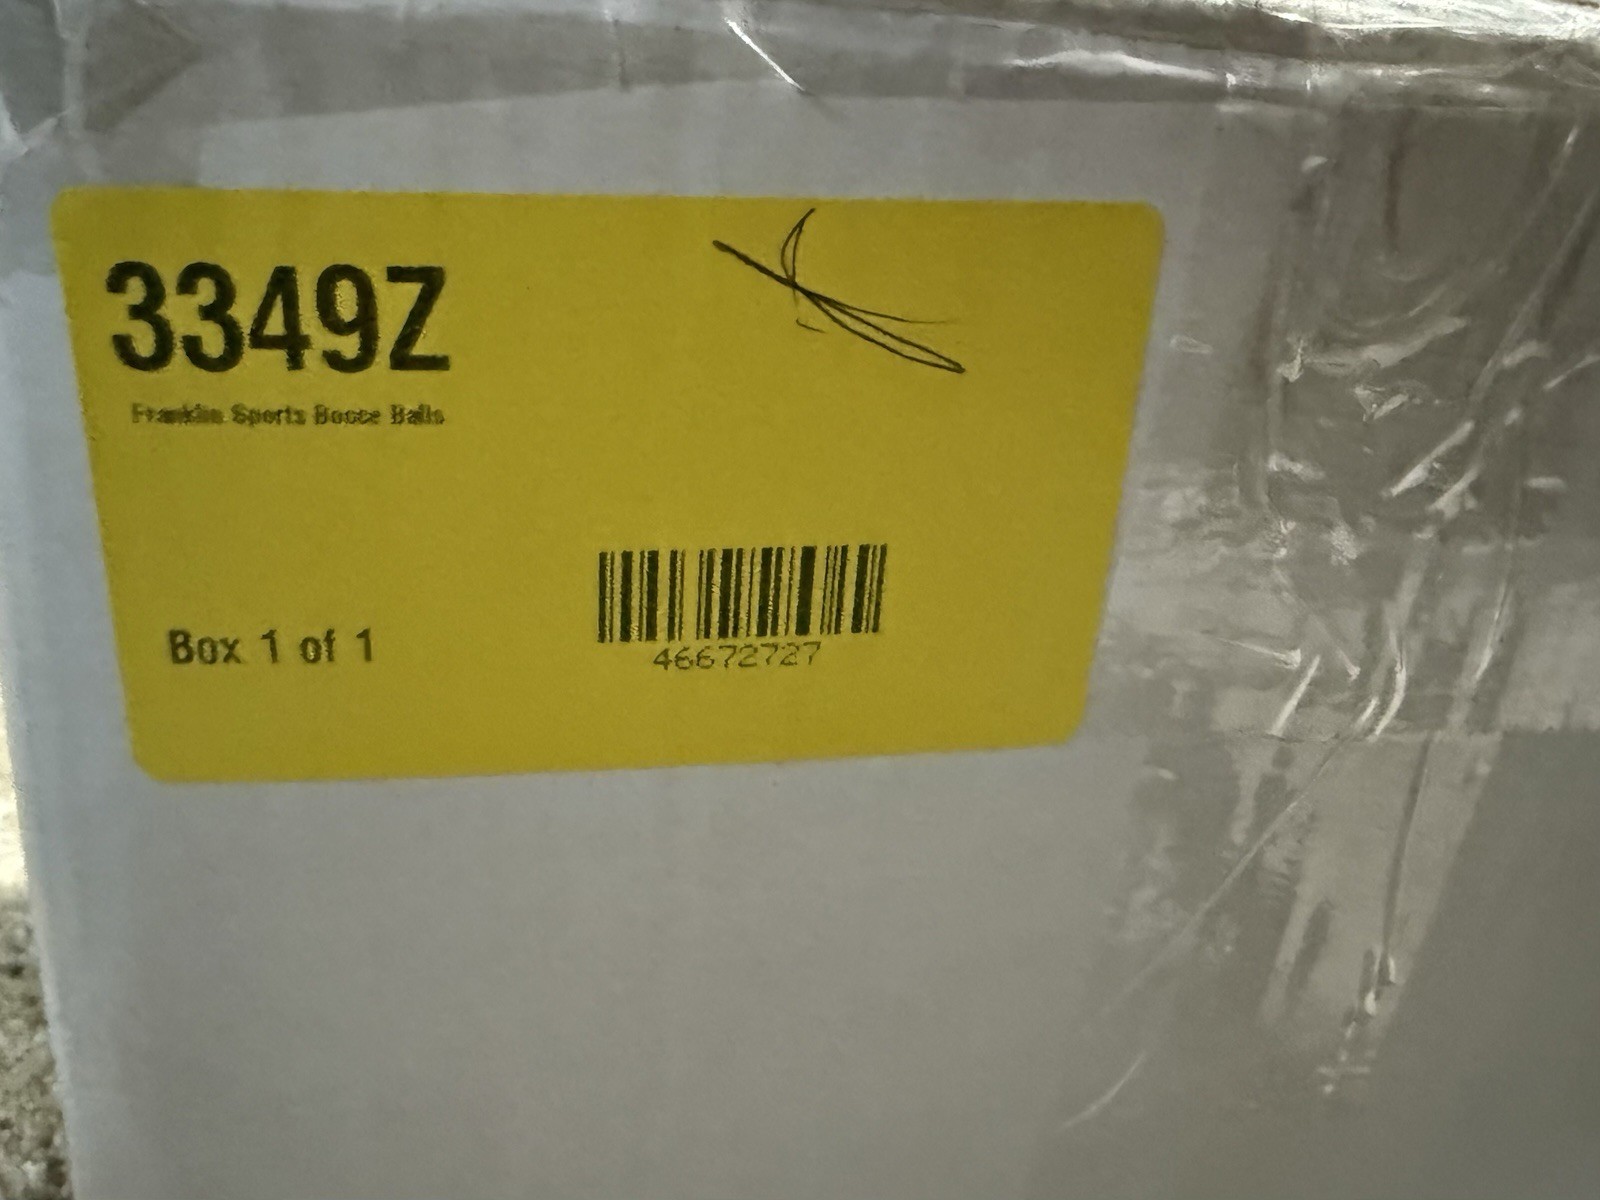 3349Z
Franklin Sports Bocce Balls
Box 1 of 1
46672727